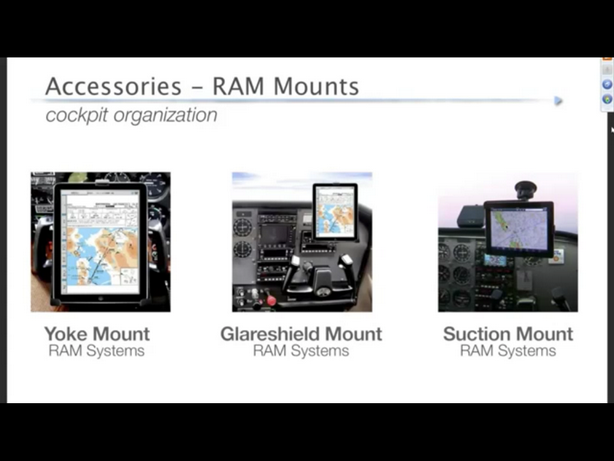 Accessories – RAM Mounts
cockpit organization
Yoke Mount
RAM Systems
Glareshield Mount
RAM Systems
Suction Mount
RAM Systems